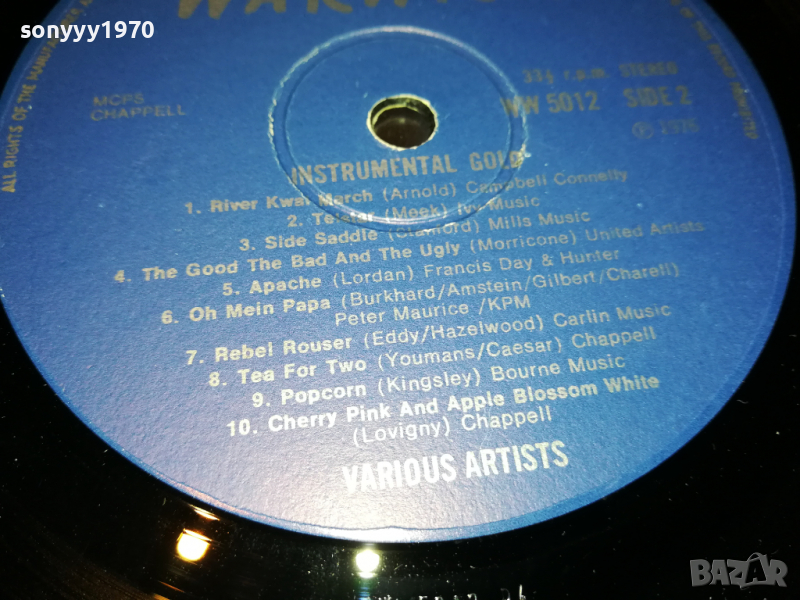 sonyyy1970
ALL RIGHTS OF THE MANUFACTURER
MCPS
CHAPPELL
33⅓ r.p.m. STEREO
WW 5012 SIDE 2
℗ 1976
INSTRUMENTAL GOLD
1. River Kwai March (Arnold) Campbell Connelly
2. Telstar (Meek) Ivy Music
3. Side Saddle (Stanford) Mills Music
4. The Good The Bad And The Ugly (Morricone) United Artists
5. Apache (Lordan) Francis Day & Hunter
6. Oh Mein Papa (Burkhard/Amstein/Gilbert/Charell)
Peter Maurice/KPM
7. Rebel Rouser (Eddy/Hazelwood) Carlin Music
8. Tea For Two (Youmans/Caesar) Chappell
9. Popcorn (Kingsley) Bourne Music
10. Cherry Pink And Apple Blossom White
(Lovigny) Chappell
VARIOUS ARTISTS
BAZAR